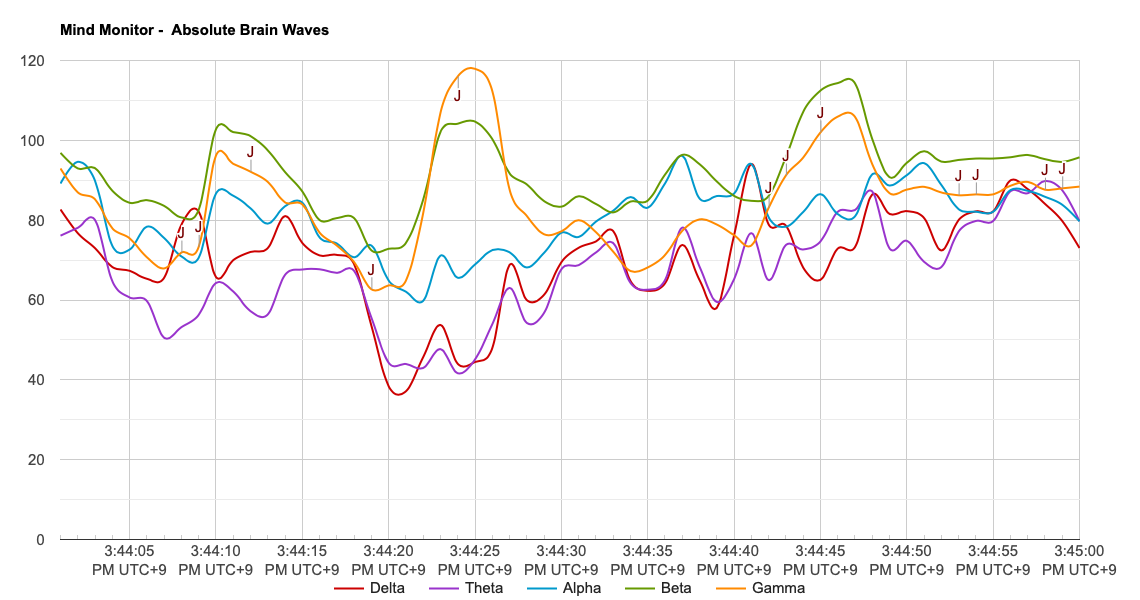 Mind Monitor -  Absolute Brain Waves
120
100
80
60
40
20
0
J J J J J J J J J J J J J
3:44:05 3:44:10 3:44:15 3:44:20 3:44:25 3:44:30 3:44:35 3:44:40 3:44:45 3:44:50 3:44:55 3:45:00
PM UTC+9 PM UTC+9 PM UTC+9 PM UTC+9 PM UTC+9 PM UTC+9 PM UTC+9 PM UTC+9 PM UTC+9 PM UTC+9 PM UTC+9 PM UTC+9
Delta Theta Alpha Beta Gamma